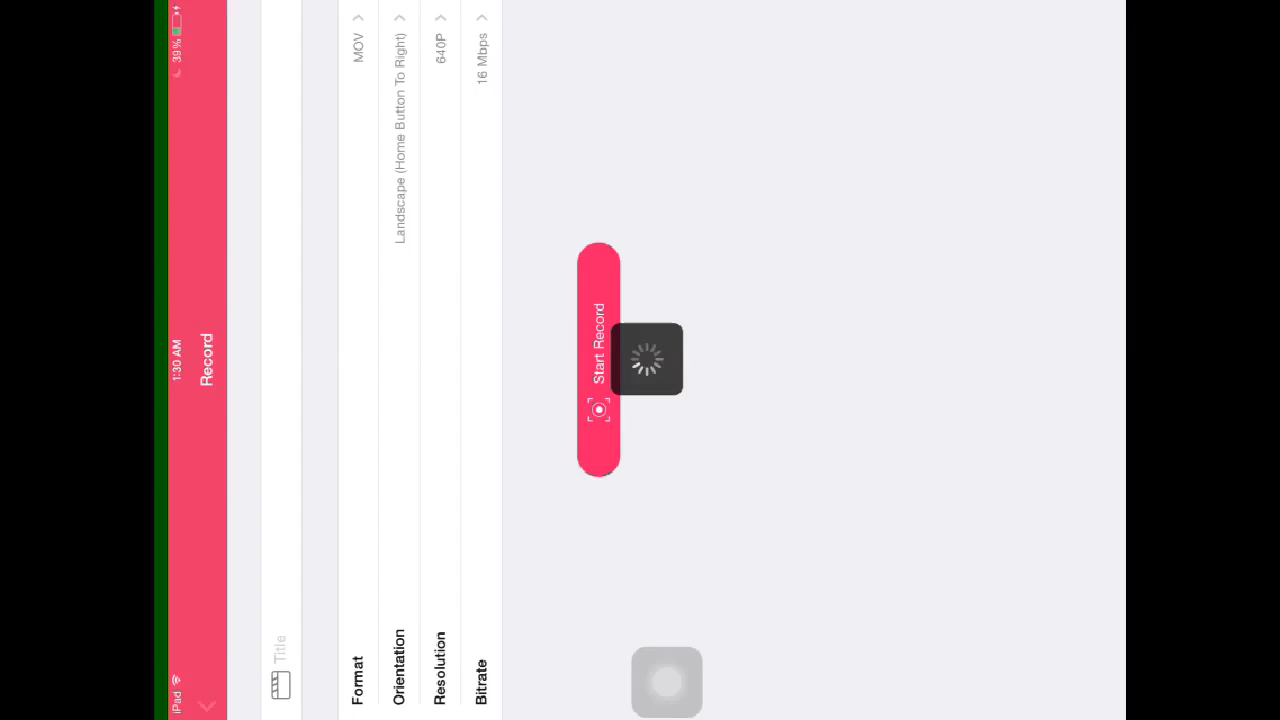 iPad 1:30 AM 39%
Record
Title
Format MOV
Orientation Landscape (Home Button To Right)
Resolution 640P
Bitrate 16 Mbps
Start Record